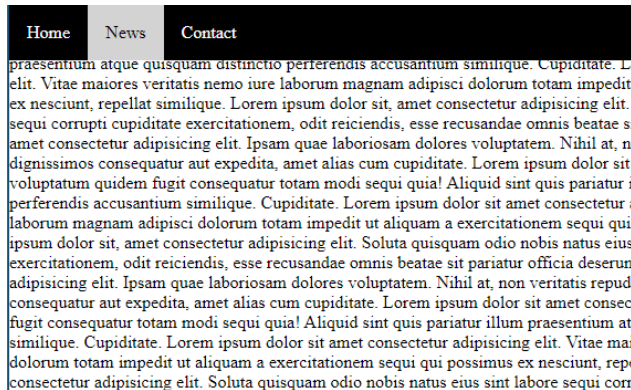 Home News Contact
praesentium atque quisquam distinctio perferendis accusantium similique. Cupiditate. L
elit. Vitae maiores veritatis nemo iure laborum magnam adipisci dolorum totam impedit
ex nesciunt, repellat similique. Lorem ipsum dolor sit, amet consectetur adipisicing elit.
sequi corrupti cupiditate exercitationem, odit reiciendis, esse recusandae omnis beatae s
amet consectetur adipisicing elit. Ipsam quae laboriosam dolores voluptatem. Nihil at, n
dignissimos consequatur aut expedita, amet alias cum cupiditate. Lorem ipsum dolor sit
voluptatum quidem fugit consequatur totam modi sequi quia! Aliquid sint quis pariatur i
perferendis accusantium similique. Cupiditate. Lorem ipsum dolor sit amet consectetur a
laborum magnam adipisci dolorum totam impedit ut aliquam a exercitationem sequi qui
ipsum dolor sit, amet consectetur adipisicing elit. Soluta quisquam odio nobis natus eius
exercitationem, odit reiciendis, esse recusandae omnis beatae sit pariatur officia deserun
adipisicing elit. Ipsam quae laboriosam dolores voluptatem. Nihil at, non veritatis repud
consequatur aut expedita, amet alias cum cupiditate. Lorem ipsum dolor sit amet consec
fugit consequatur totam modi sequi quia! Aliquid sint quis pariatur illum praesentium at
similique. Cupiditate. Lorem ipsum dolor sit amet consectetur adipisicing elit. Vitae mai
dolorum totam impedit ut aliquam a exercitationem sequi qui possimus ex nesciunt, repe
consectetur adipisicing elit. Soluta quisquam odio nobis natus eius sint labore sequi corr